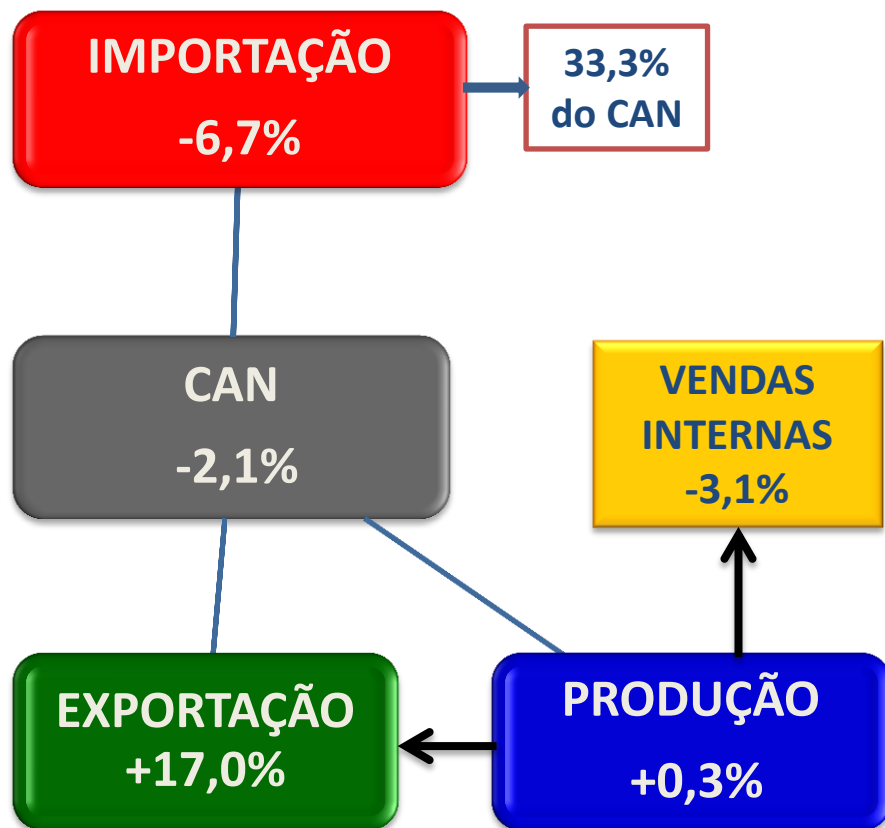 IMPORTAÇÃO
-6,7%
33,3%
do CAN
CAN
-2,1%
VENDAS
INTERNAS
-3,1%
EXPORTAÇÃO
+17,0%
PRODUÇÃO
+0,3%